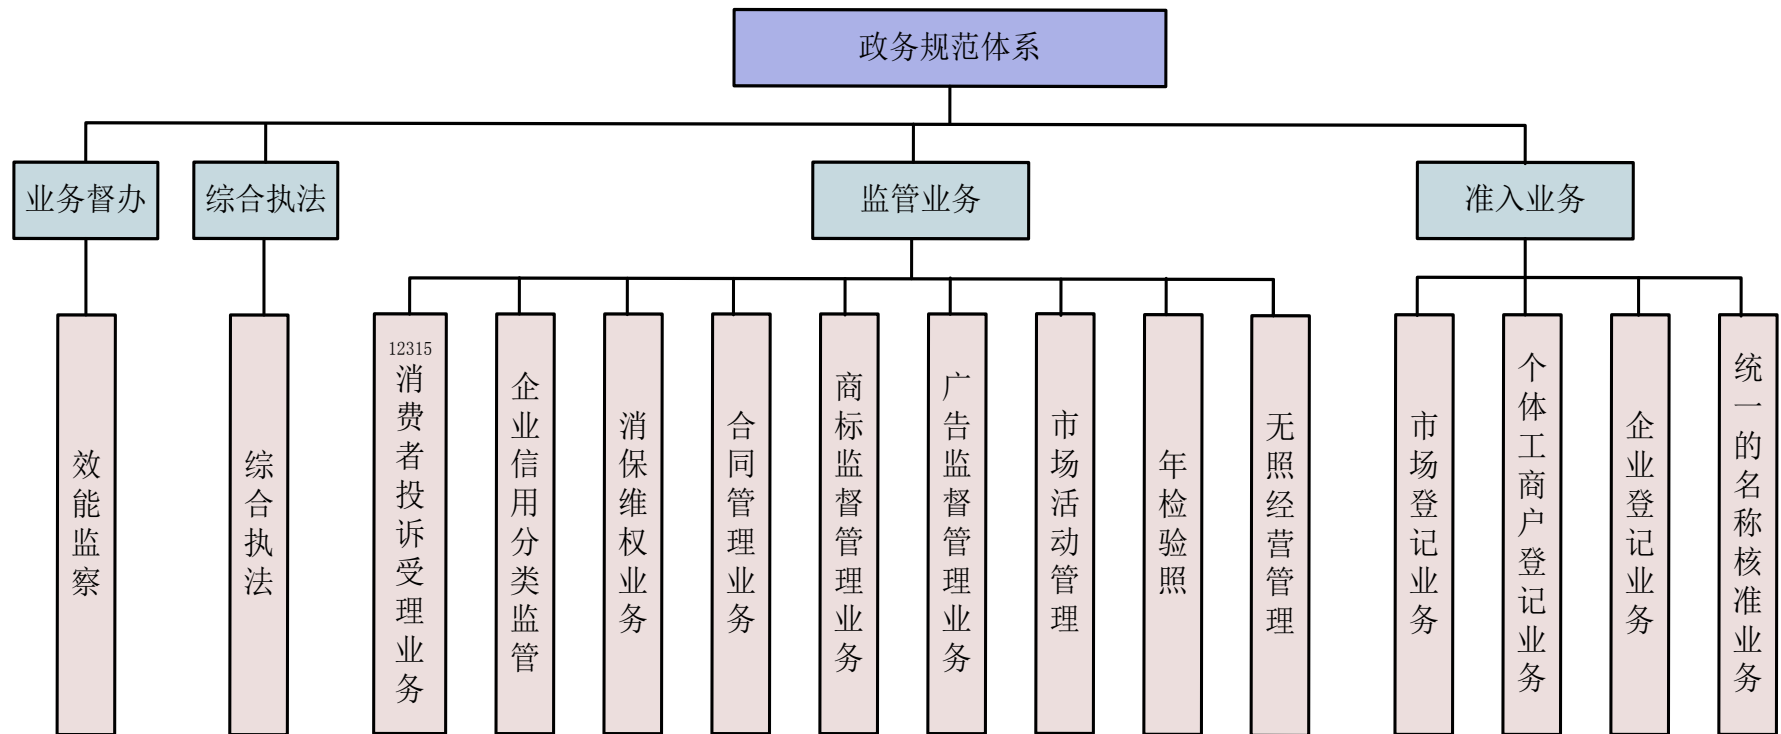 政务规范体系
业务督办
综合执法
监管业务
准入业务
效能监察
综合执法
12315
消费者投诉受理业务
企业信用分类监管
消保维权业务
合同管理业务
商标监督管理业务
广告监督管理业务
市场活动管理
年检验照
无照经营管理
市场登记业务
个体工商户登记业务
企业登记业务
统一的名称核准业务